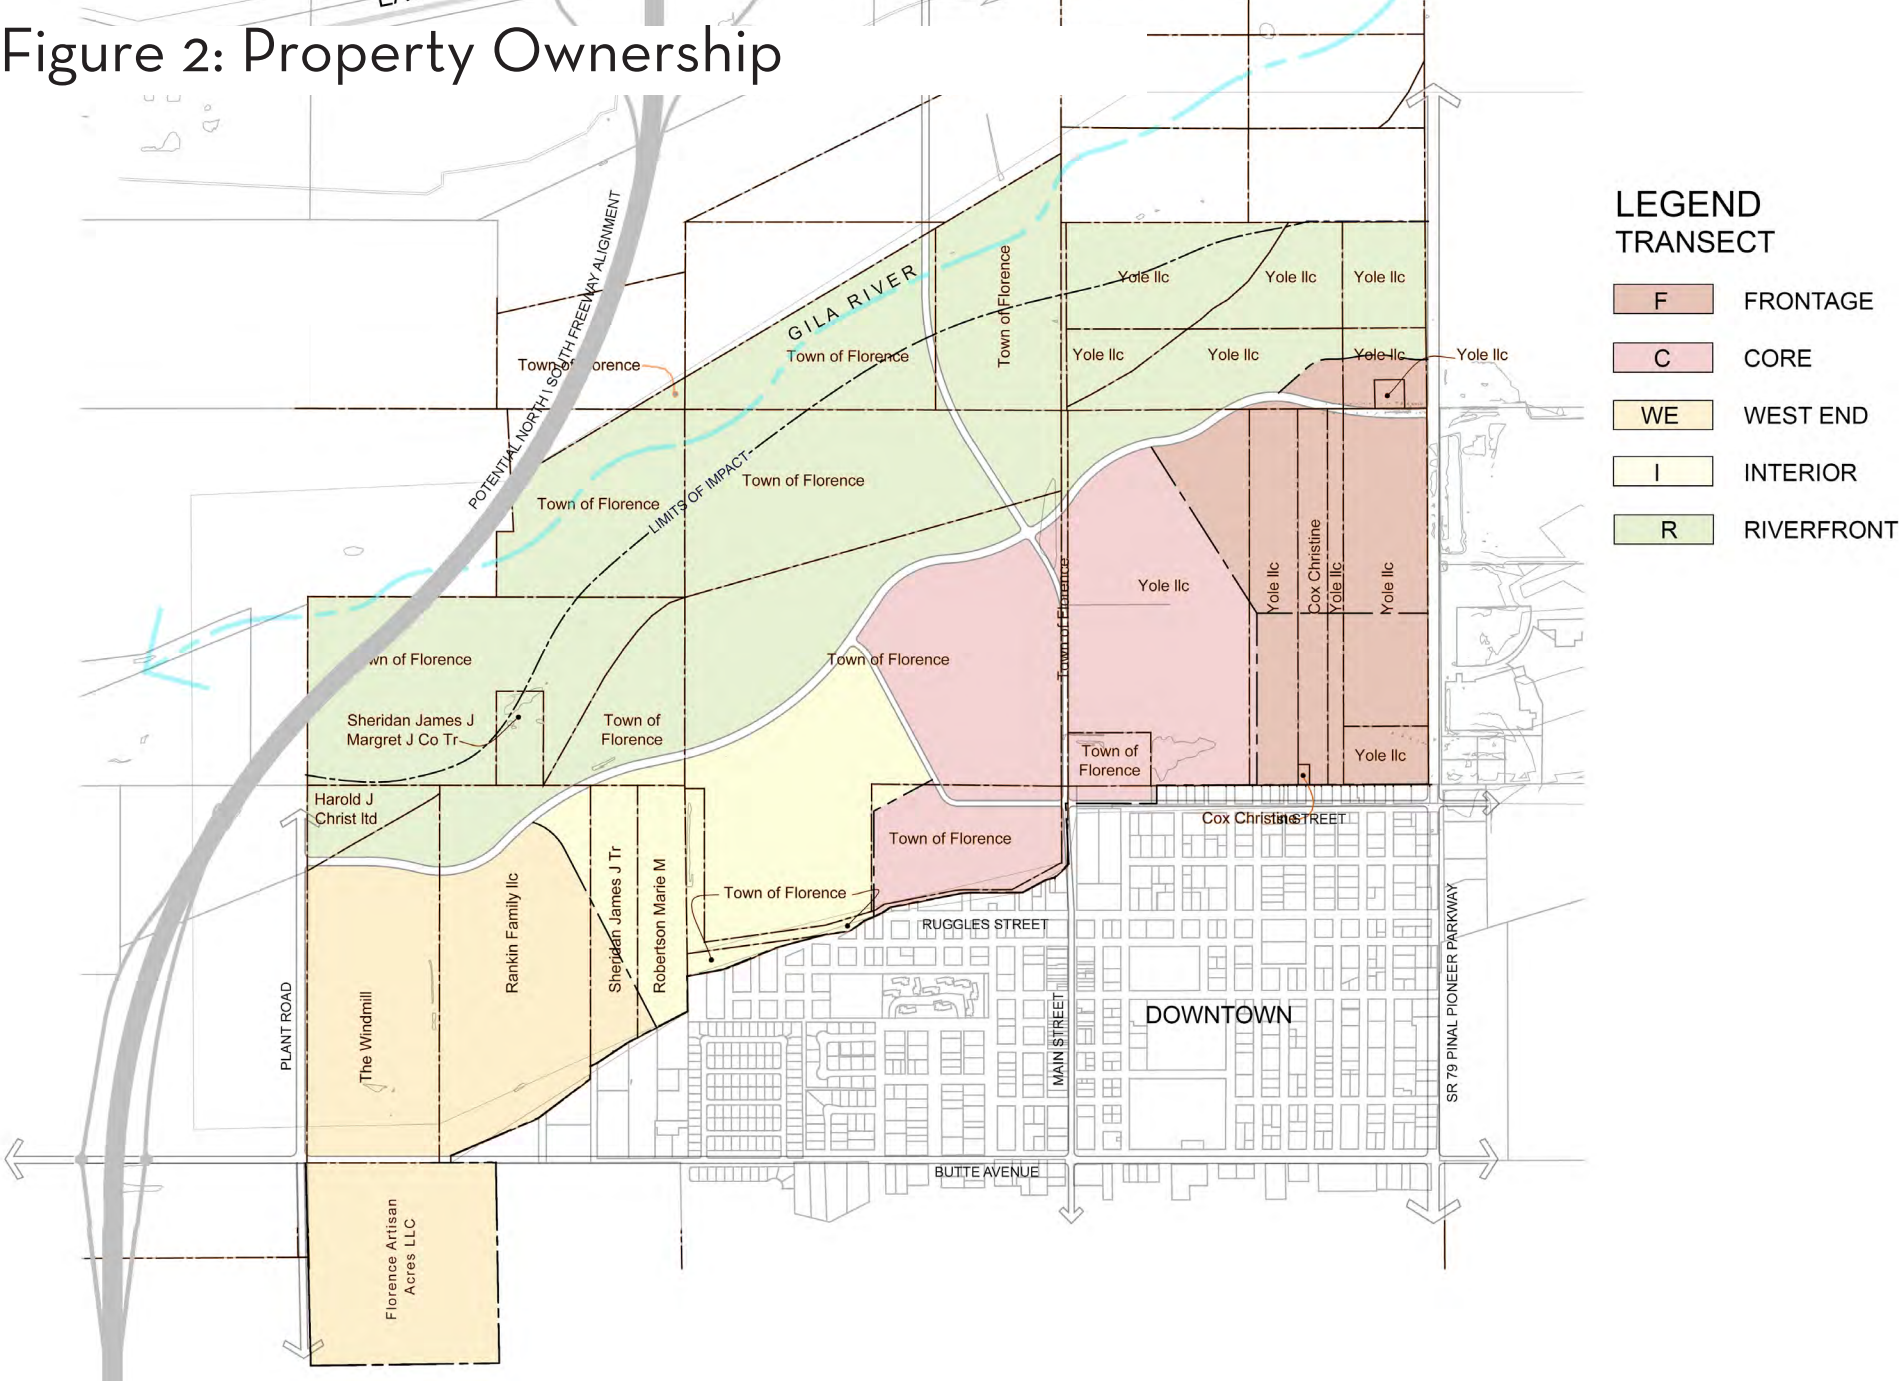 Figure 2: Property Ownership
LEGEND
TRANSECT
F FRONTAGE
C CORE
WE WEST END
I INTERIOR
R RIVERFRONT
POTENTIAL NORTH | SOUTH FREEWAY ALIGNMENT
GILA RIVER
Town of Florence
Town of Florence
Yole llc
Yole llc
Yole llc
Yole llc
Yole llc
Yole llc
Yole llc
Town of Florence
LIMITS OF IMPACT
Town of Florence
Yole llc
Cox Christine
Yole llc
Yole llc
Yole llc
Town of Florence
Town of Florence
wn of Florence
Sheridan James J
Margret J Co Tr
Town of
Florence
Town of
Florence
Yole llc
Harold J
Christ ltd
Cox Christine
STREET
Town of Florence
Town of Florence
RUGGLES STREET
Rankin Family llc
Sheridan James J Tr
Robertson Marie M
The Windmill
PLANT ROAD
MAIN STREET
DOWNTOWN
SR 79 PINAL PIONEER PARKWAY
BUTTE AVENUE
Florence Artisan
Acres LLC